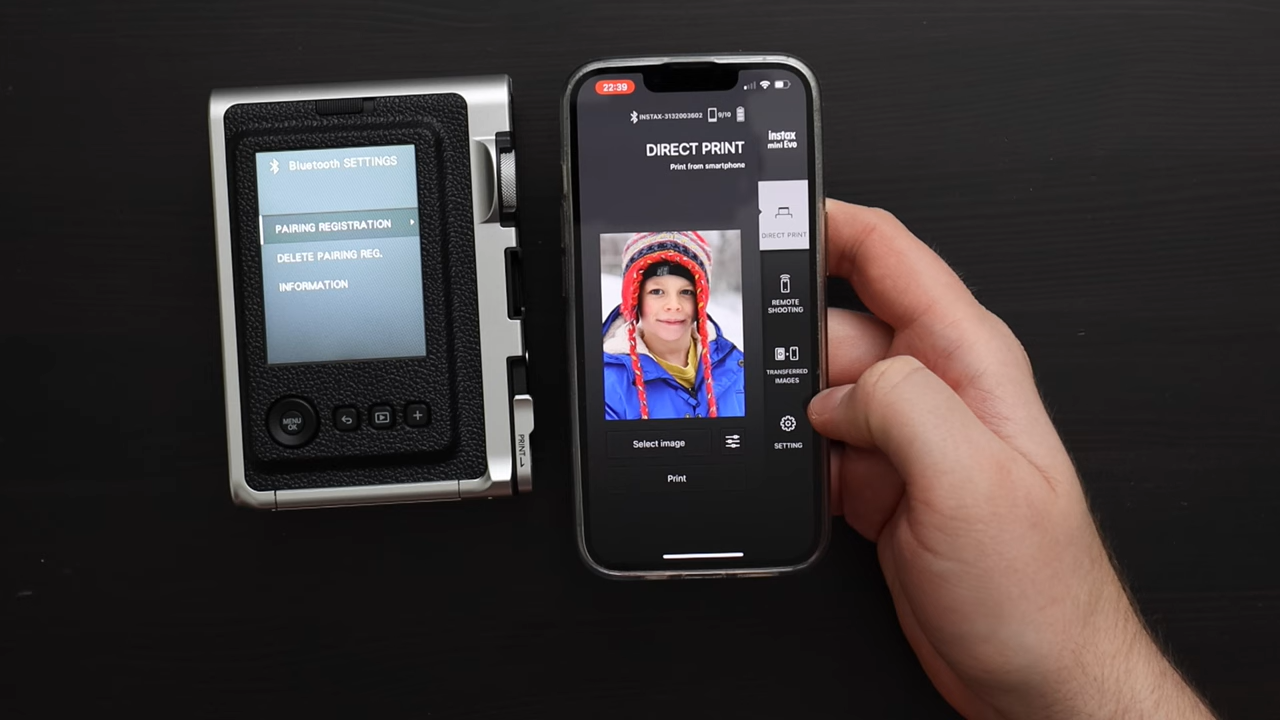 Bluetooth SETTINGS
PAIRING REGISTRATION
DELETE PAIRING REG.
INFORMATION
MENU
OK
PRINT
22:39
INSTAX-3132003602 9/10
instax
mini Evo
DIRECT PRINT
Print from smartphone
DIRECT PRINT
REMOTE
SHOOTING
TRANSFERRED
IMAGES
SETTING
Select image
Print